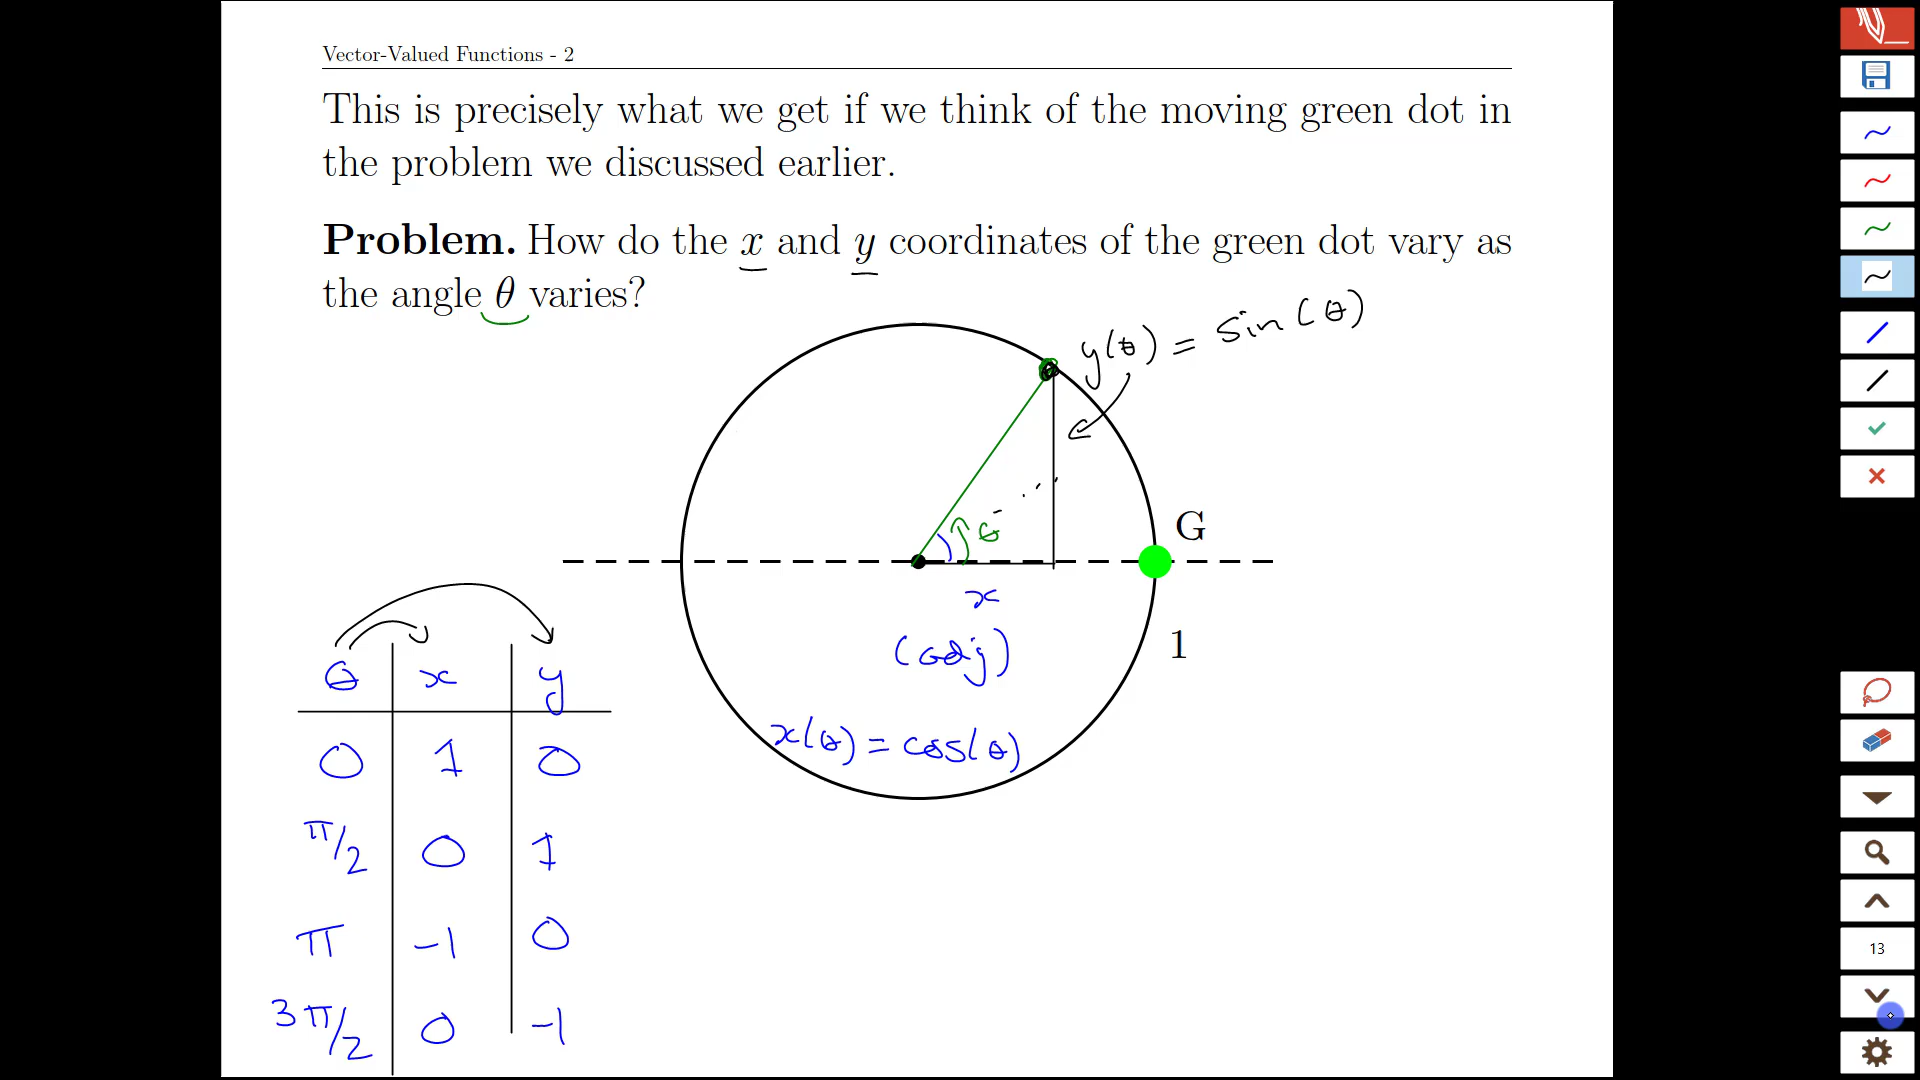 Vector-Valued Functions - 2
This is precisely what we get if we think of the moving green dot in
the problem we discussed earlier.
Problem. How do the x and y coordinates of the green dot vary as
the angle θ varies?
y(θ) = sin(θ)
G
θ
x
(adj)
1
x(θ) = cos(θ)
θ x y
0 1 0
π/2 0 1
π -1 0
3π/2 0 -1
13